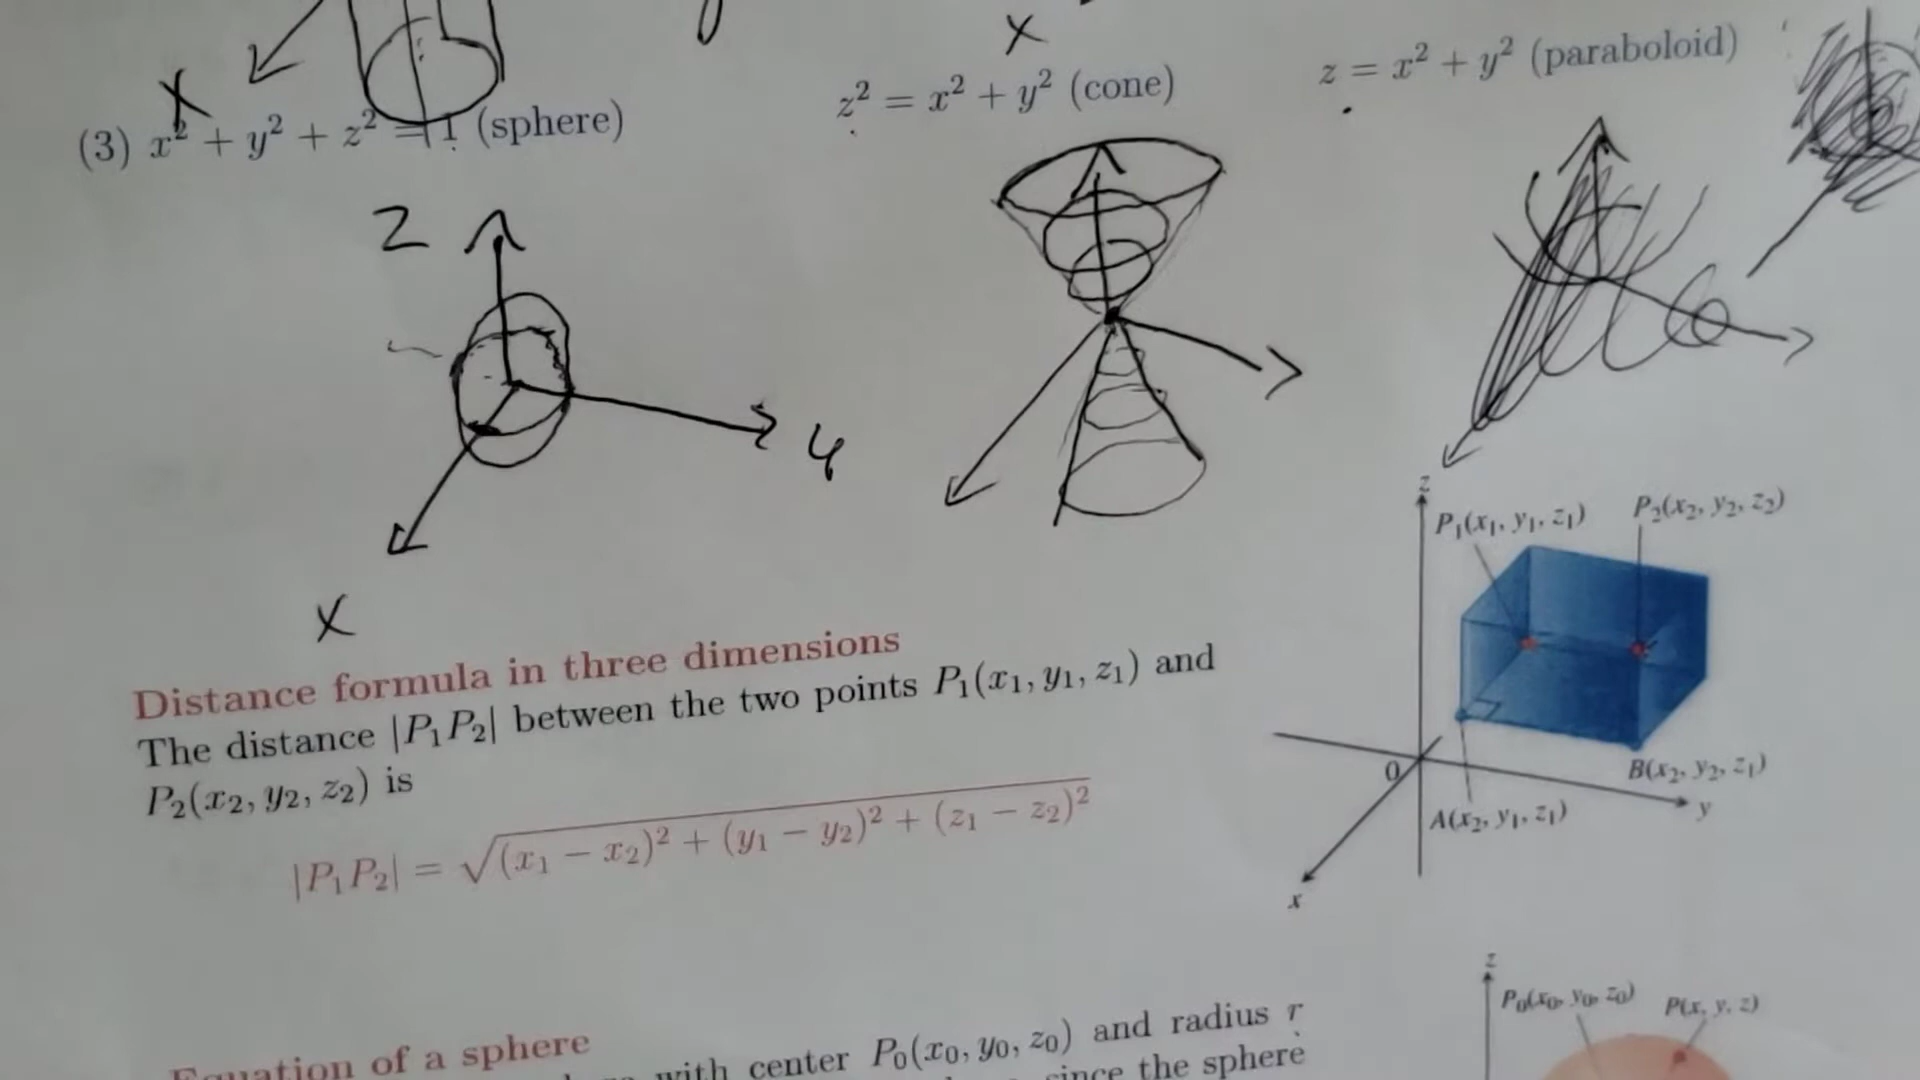 X
X
(3) x² + y² + z² = 1 (sphere)
z² = x² + y² (cone)
z = x² + y² (paraboloid)
Z
y
X
Distance formula in three dimensions
The distance |P₁P₂| between the two points P₁(x₁, y₁, z₁) and
P₂(x₂, y₂, z₂) is
|P₁P₂| = √((x₁ − x₂)² + (y₁ − y₂)² + (z₁ − z₂)²)
z
P₁(x₁, y₁, z₁)
P₂(x₂, y₂, z₂)
0
B(x₂, y₂, z₁)
A(x₂, y₁, z₁)
y
x
Equation of a sphere
with center P₀(x₀, y₀, z₀) and radius r
since the sphere
z
P₀(x₀, y₀, z₀)
P(x, y, z)